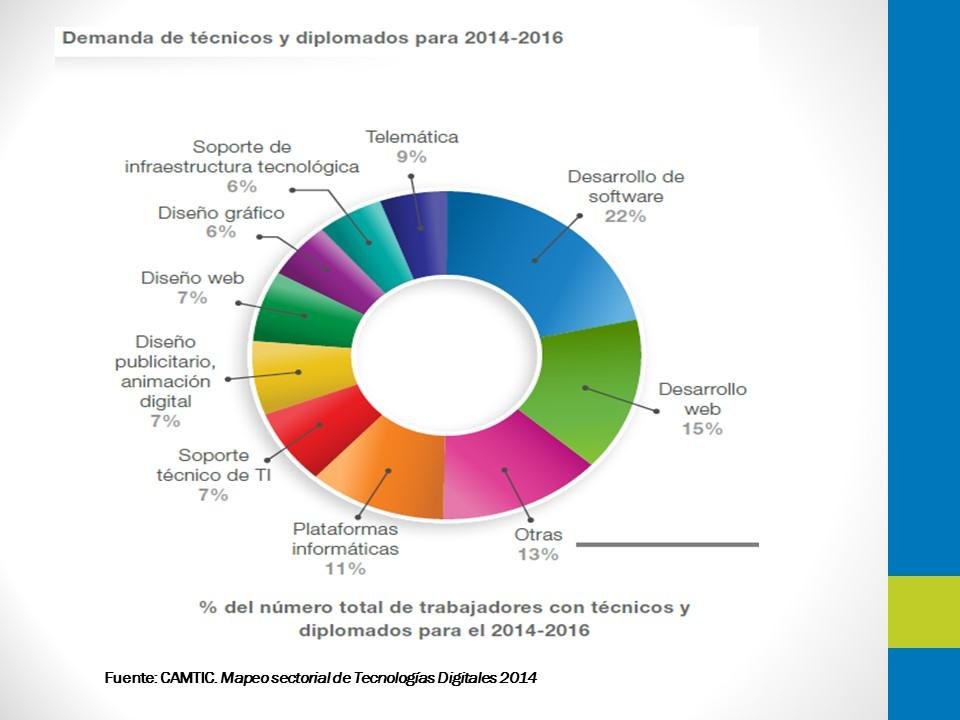 Demanda de técnicos y diplomados para 2014-2016
Telemática
9%
Soporte de
infraestructura tecnológica
6%
Desarrollo de
software
22%
Diseño gráfico
6%
Diseño web
7%
Diseño
publicitario,
animación
digital
7%
Desarrollo
web
15%
Soporte
técnico de TI
7%
Plataformas
informáticas
11%
Otras
13%
% del número total de trabajadores con técnicos y
diplomados para el 2014-2016
Fuente: CAMTIC. Mapeo sectorial de Tecnologías Digitales 2014